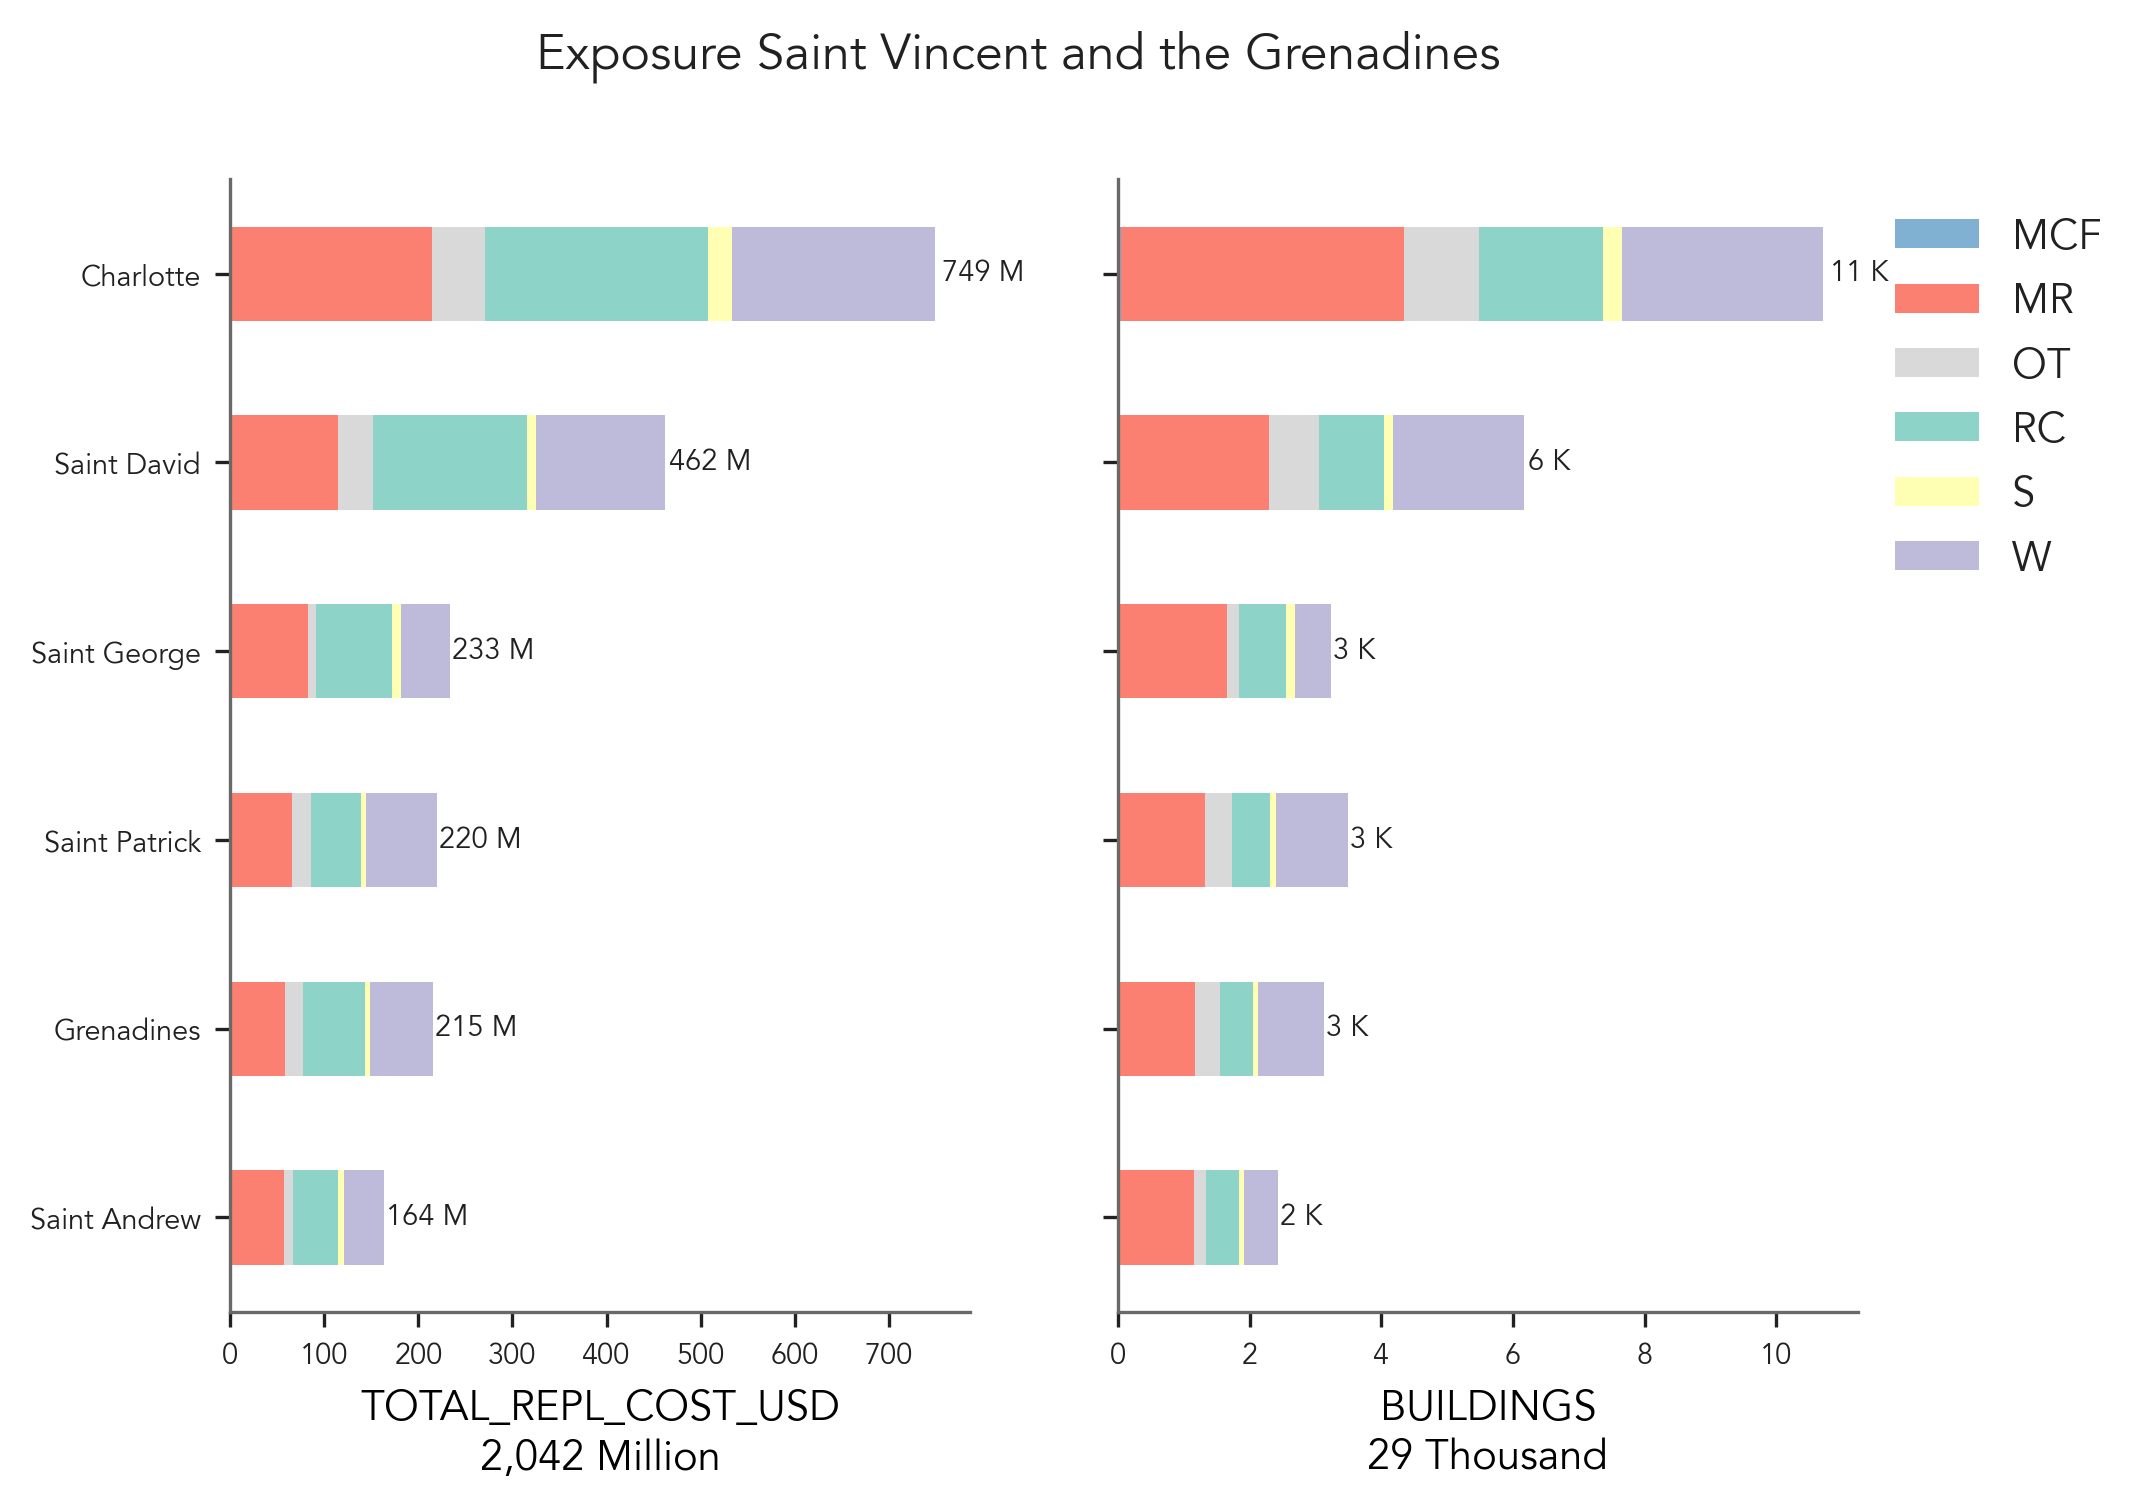 Exposure Saint Vincent and the Grenadines
Charlotte
Saint David
Saint George
Saint Patrick
Grenadines
Saint Andrew
749 M
462 M
233 M
220 M
215 M
164 M
0 100 200 300 400 500 600 700
TOTAL_REPL_COST_USD
2,042 Million
11 K
6 K
3 K
3 K
3 K
2 K
0 2 4 6 8 10
BUILDINGS
29 Thousand
MCF
MR
OT
RC
S
W